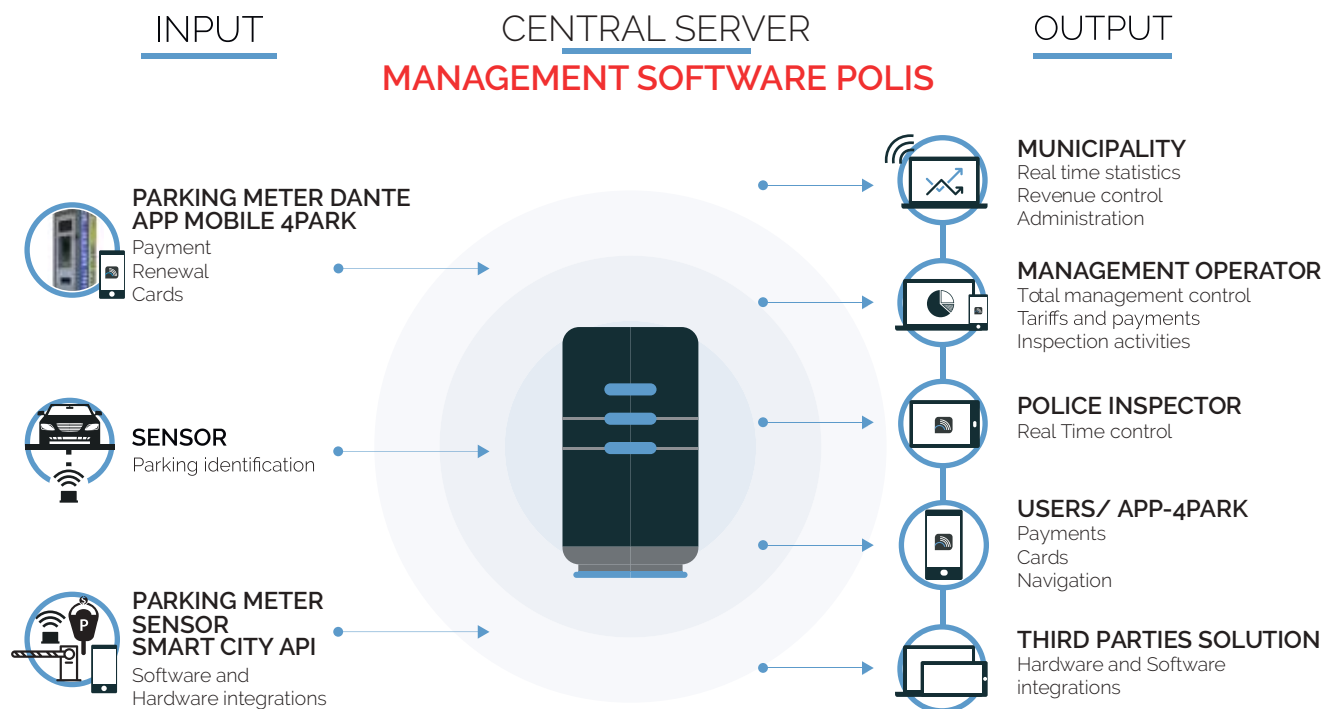 INPUT
CENTRAL SERVER
OUTPUT
MANAGEMENT SOFTWARE POLIS
PARKING METER DANTE
APP MOBILE 4PARK
Payment
Renewal
Cards
SENSOR
Parking identification
P
PARKING METER
SENSOR
SMART CITY API
Software and
Hardware integrations
MUNICIPALITY
Real time statistics
Revenue control
Administration
MANAGEMENT OPERATOR
Total management control
Tariffs and payments
Inspection activities
POLICE INSPECTOR
Real Time control
USERS/ APP-4PARK
Payments
Cards
Navigation
THIRD PARTIES SOLUTION
Hardware and Software
integrations